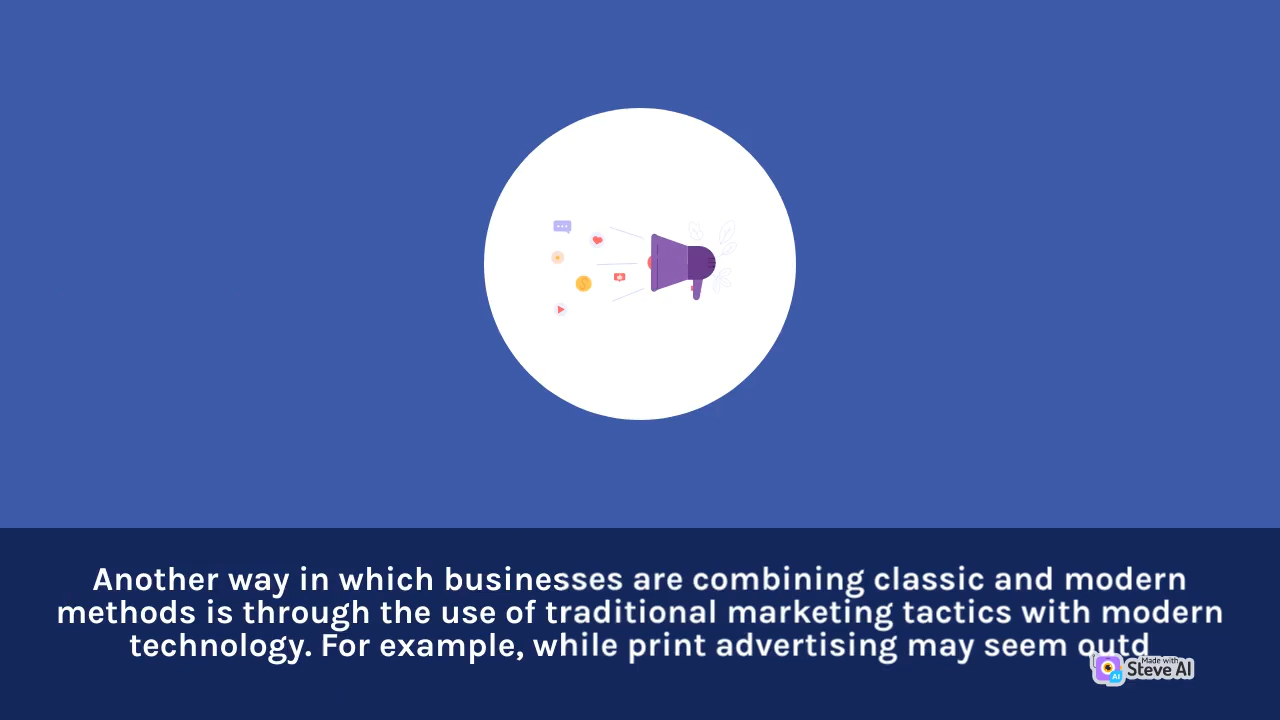 Another way in which businesses are combining classic and modern
methods is through the use of traditional marketing tactics with modern
technology. For example, while print advertising may seem outd
Made with
Steve AI
AI